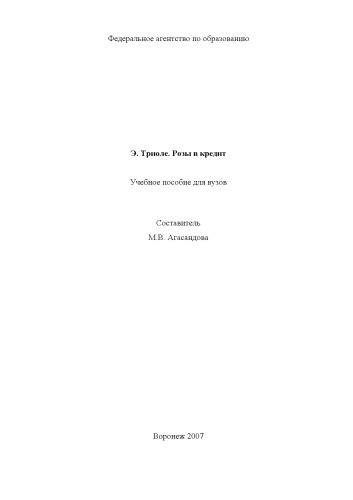 Федеральное агентство по образованию
Э. Триоле. Розы в кредит
Учебное пособие для вузов
Составитель
М.В. Агасандова
Воронеж 2007